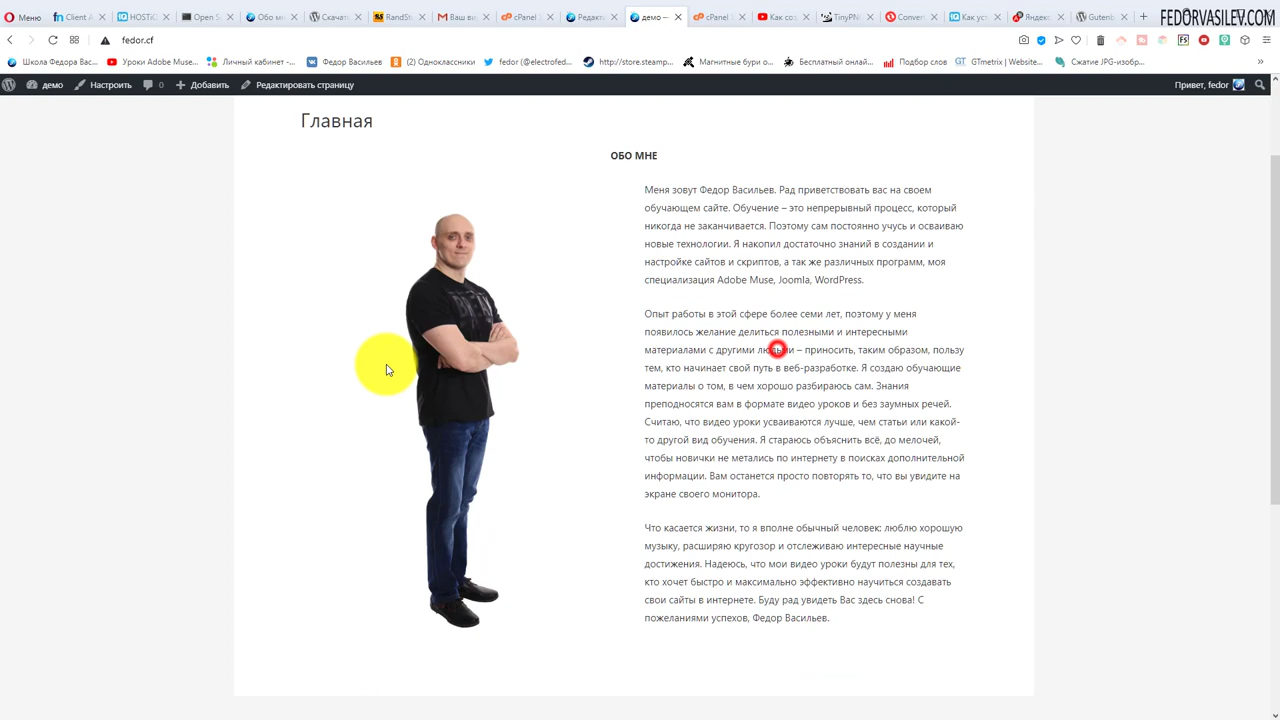 Меню
Client A
HOSTiQ
Open S
Обо мн
Скачать
RandSt
Ваш ви
cPanel
Редакти
демо —
cPanel
Как соз
TinyPN
Convert
Как уст
Яндекс
Gutenb
FEDORVASILEV.COM
fedor.cf
Школа Федора Вас...
Уроки Adobe Muse...
Личный кабинет -...
Федор Васильев
(2) Одноклассники
fedor (@electrofed...
http://store.steamp...
Магнитные бури о...
Бесплатный онлай...
Подбор слов
GTmetrix | Website...
Сжатие JPG-изобр...
»
демо
Настроить
0
Добавить
Редактировать страницу
Привет, fedor
Главная
ОБО МНЕ
Меня зовут Федор Васильев. Рад приветствовать вас на своем
обучающем сайте. Обучение – это непрерывный процесс, который
никогда не заканчивается. Поэтому сам постоянно учусь и осваиваю
новые технологии. Я накопил достаточно знаний в создании и
настройке сайтов и скриптов, а так же различных программ, моя
специализация Adobe Muse, Joomla, WordPress.
Опыт работы в этой сфере более семи лет, поэтому у меня
появилось желание делиться полезными и интересными
материалами с другими людьми – приносить, таким образом, пользу
тем, кто начинает свой путь в веб-разработке. Я создаю обучающие
материалы о том, в чем хорошо разбираюсь сам. Знания
преподносятся вам в формате видео уроков и без заумных речей.
Считаю, что видео уроки усваиваются лучше, чем статьи или какой-
то другой вид обучения. Я стараюсь объяснить всё, до мелочей,
чтобы новички не метались по интернету в поисках дополнительной
информации. Вам останется просто повторять то, что вы увидите на
экране своего монитора.
Что касается жизни, то я вполне обычный человек: люблю хорошую
музыку, расширяю кругозор и отслеживаю интересные научные
достижения. Надеюсь, что мои видео уроки будут полезны для тех,
кто хочет быстро и максимально эффективно научиться создавать
свои сайты в интернете. Буду рад увидеть Вас здесь снова! С
пожеланиями успехов, Федор Васильев.